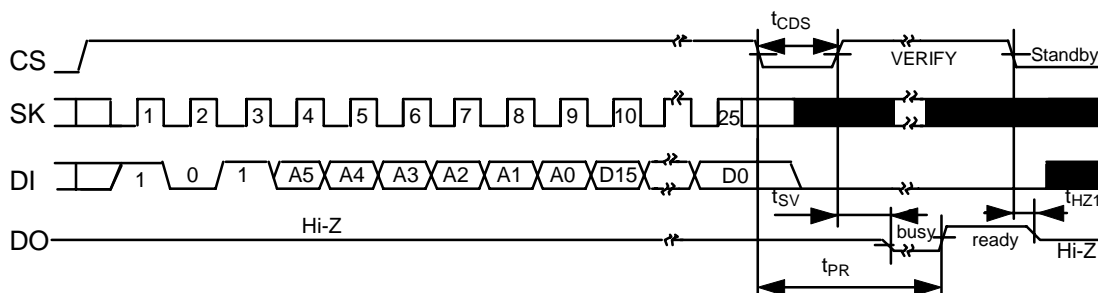 tCDS
CS VERIFY Standby
SK 1 2 3 4 5 6 7 8 9 10 25
DI 1 0 1 A5 A4 A3 A2 A1 A0 D15 D0
tSV tHZ1
DO Hi-Z busy ready Hi-Z
tPR